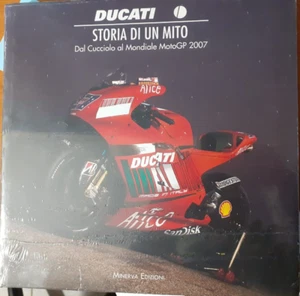 DUCATI
STORIA DI UN MITO
Dal Cucciolo al Mondiale MotoGP 2007
Alice
DUCATI
Alice
SanDisk
MINERVA EDIZIONI